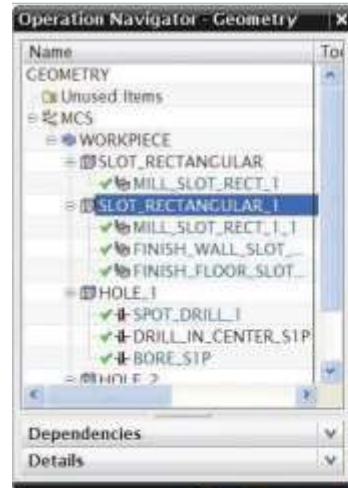 Operation Navigator - Geometry
Name
GEOMETRY
Unused Items
MCS
WORKPIECE
SLOT_RECTANGULAR
MILL_SLOT_RECT_1
SLOT_RECTANGULAR_1
MILL_SLOT_RECT_1_1
FINISH_WALL_SLOT_...
FINISH_FLOOR_SLOT_...
HOLE_1
SPOT_DRILL_1
DRILL_IN_CENTER_S1P
BORE_S1P
HOLE_2
Dependencies
Details